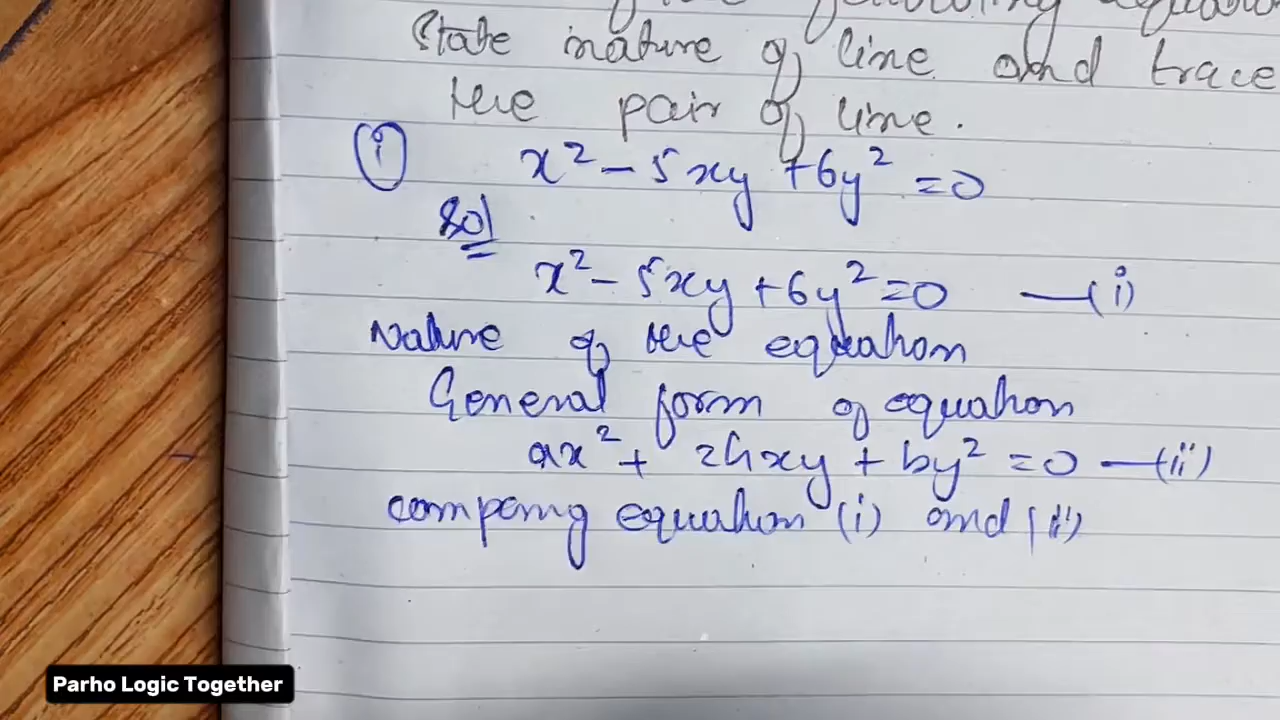 following equation
State nature of line and trace
the pair of line.
(i) x² - 5xy + 6y² = 0
Sol
x² - 5xy + 6y² = 0 —(i)
Nature of the equation
General form of equation
ax² + 2hxy + by² = 0 —(ii)
comparing equation (i) and (ii)
Parho Logic Together